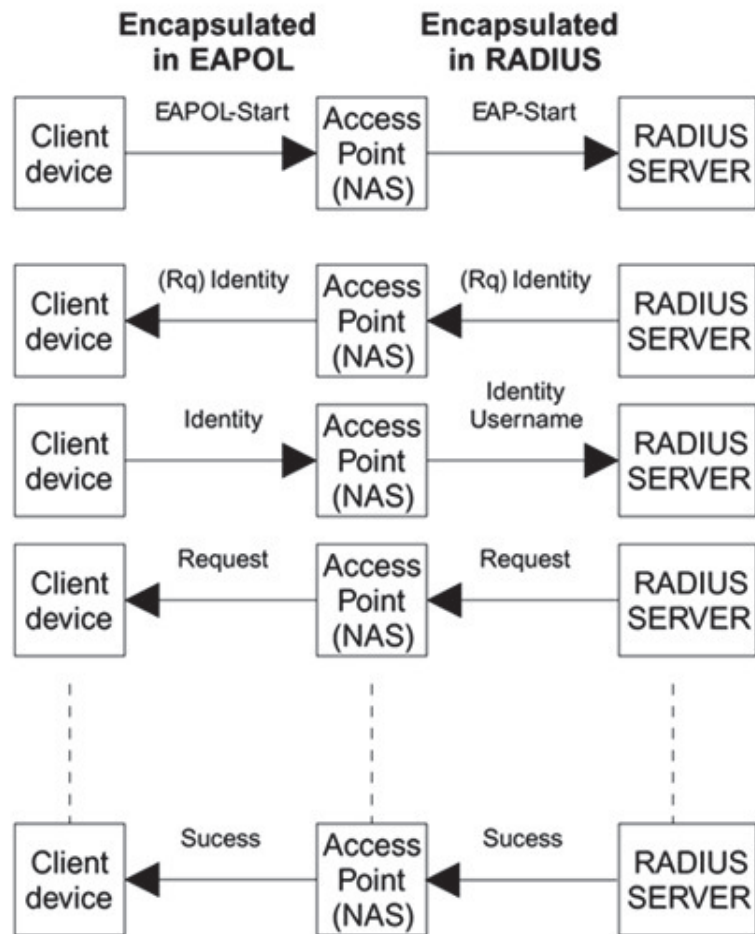 Encapsulated
in EAPOL
Encapsulated
in RADIUS
Client
device
EAPOL-Start
Access
Point
(NAS)
EAP-Start
RADIUS
SERVER
Client
device
(Rq) Identity
Access
Point
(NAS)
(Rq) Identity
RADIUS
SERVER
Client
device
Identity
Access
Point
(NAS)
Identity
Username
RADIUS
SERVER
Client
device
Request
Access
Point
(NAS)
Request
RADIUS
SERVER
Client
device
Sucess
Access
Point
(NAS)
Sucess
RADIUS
SERVER